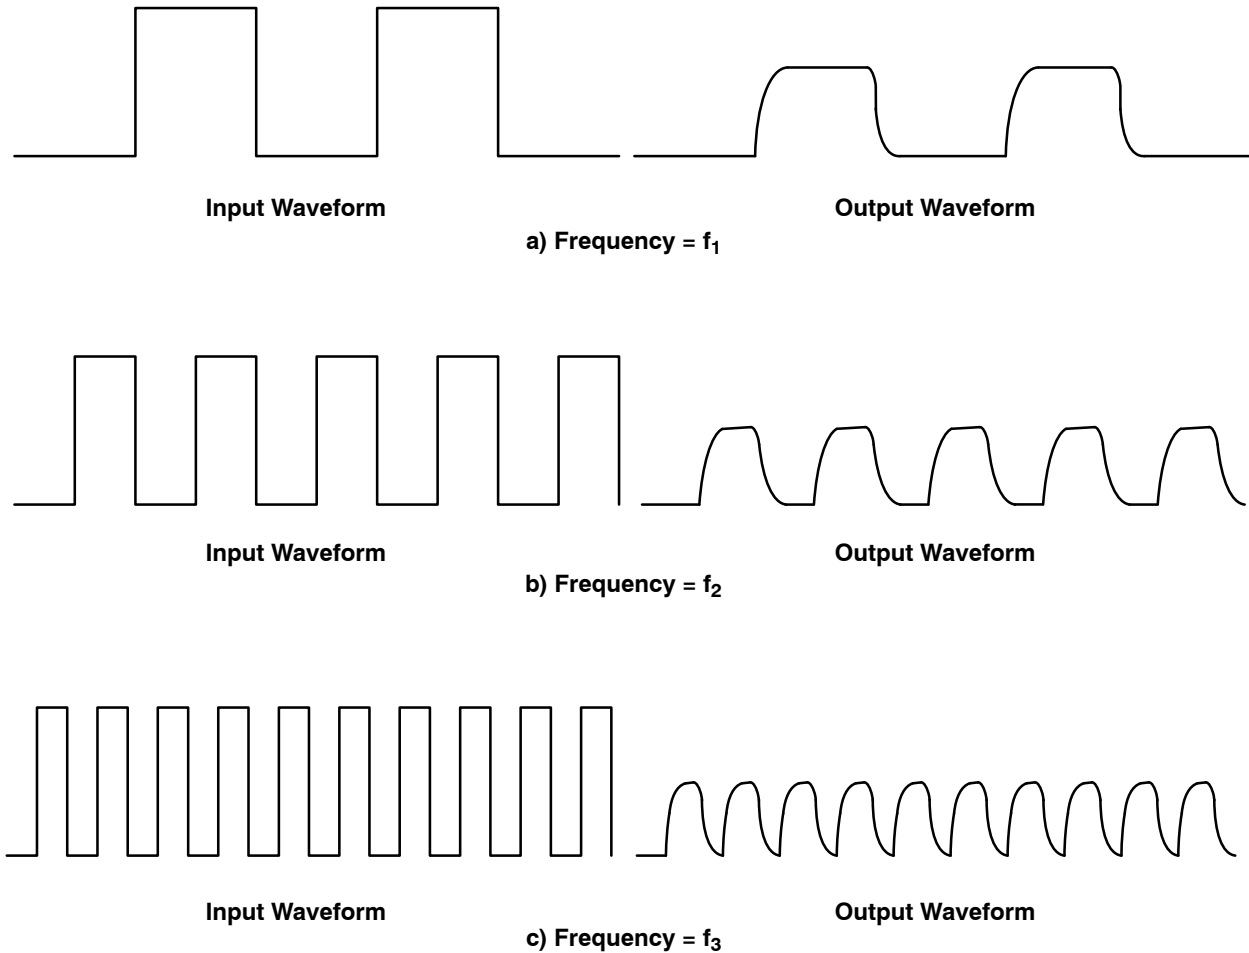 Input Waveform
Output Waveform
a) Frequency = f₁
Input Waveform
Output Waveform
b) Frequency = f₂
Input Waveform
Output Waveform
c) Frequency = f₃